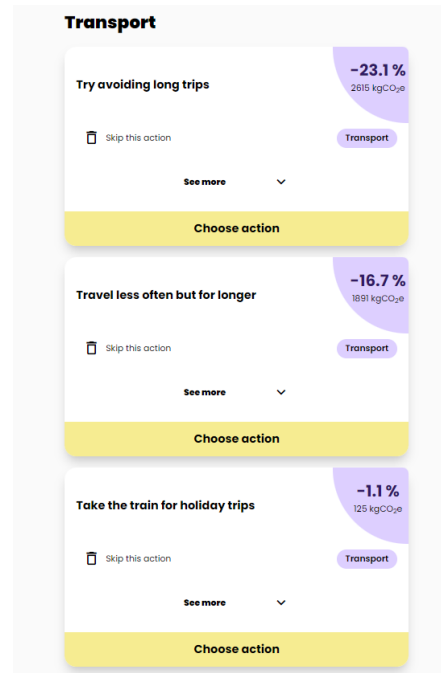 Transport
-23.1 %
2615 kgCO₂e
Try avoiding long trips
Skip this action
Transport
See more
Choose action
-16.7 %
1891 kgCO₂e
Travel less often but for longer
Skip this action
Transport
See more
Choose action
-1.1 %
125 kgCO₂e
Take the train for holiday trips
Skip this action
Transport
See more
Choose action